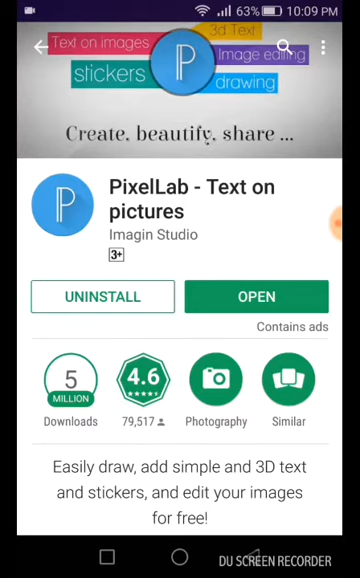 63% 10:09 PM
Text on images
3d Text
Image editing
stickers
drawing
Create, beautify, share ...
PixelLab - Text on
pictures
Imagin Studio
3+
UNINSTALL
OPEN
Contains ads
5
MILLION
4.6
Downloads
79,517
Photography
Similar
Easily draw, add simple and 3D text
and stickers, and edit your images
for free!
DU SCREEN RECORDER